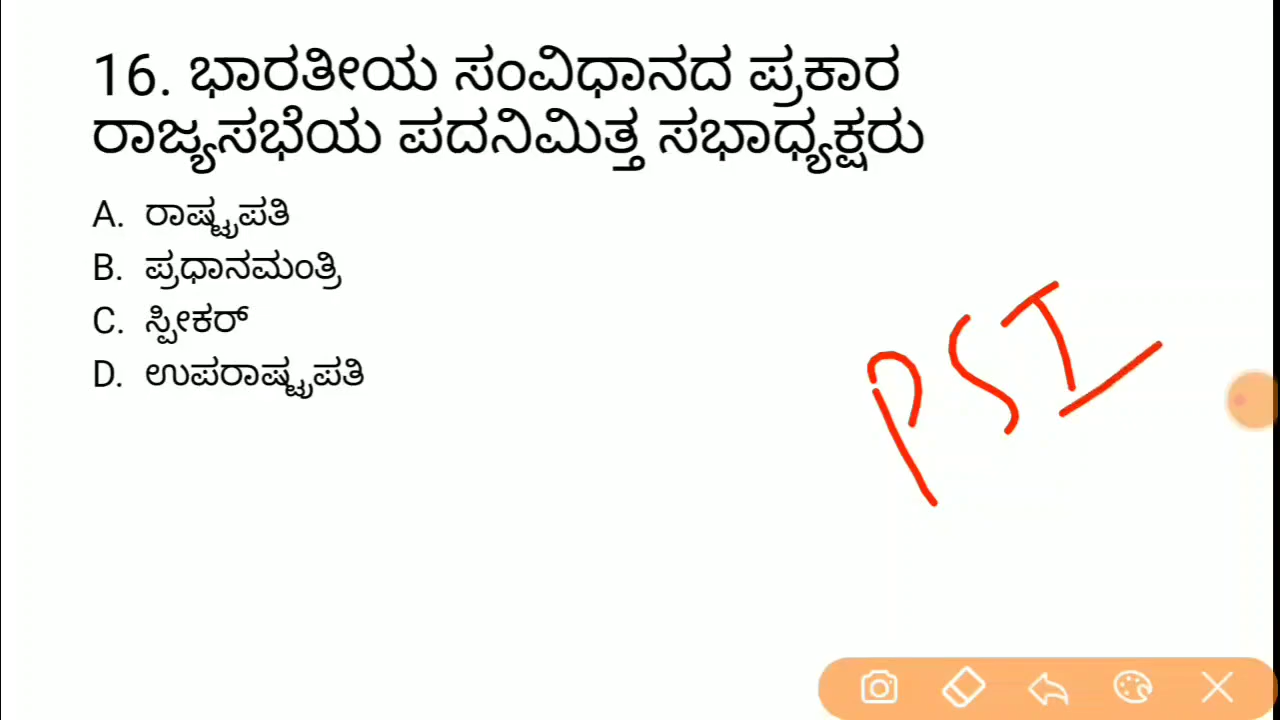 16. ಭಾರತೀಯ ಸಂವಿಧಾನದ ಪ್ರಕಾರ
ರಾಜ್ಯಸಭೆಯ ಪದನಿಮಿತ್ತ ಸಭಾಧ್ಯಕ್ಷರು
A. ರಾಷ್ಟ್ರಪತಿ
B. ಪ್ರಧಾನಮಂತ್ರಿ
C. ಸ್ಪೀಕರ್
D. ಉಪರಾಷ್ಟ್ರಪತಿ
PSI